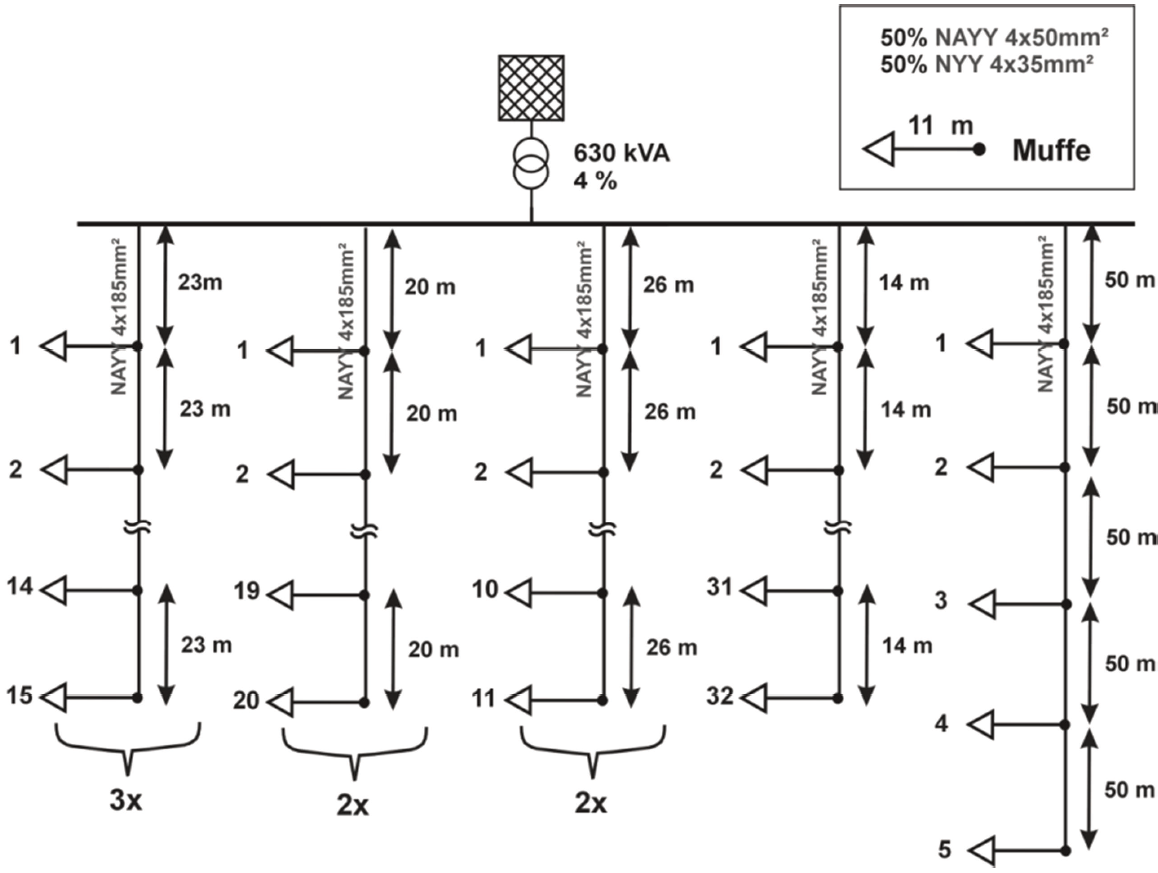 50% NAYY 4x50mm²
50% NYY 4x35mm²
11 m
Muffe
630 kVA
4 %
NAYY 4x185mm²
23m
1
23 m
2
14
23 m
15
3x
NAYY 4x185mm²
20 m
1
20 m
2
19
20 m
20
2x
NAYY 4x185mm²
26 m
1
26 m
2
10
26 m
11
2x
NAYY 4x185mm²
14 m
1
14 m
2
31
14 m
32
NAYY 4x185mm²
50 m
1
50 m
2
50 m
3
50 m
4
50 m
5